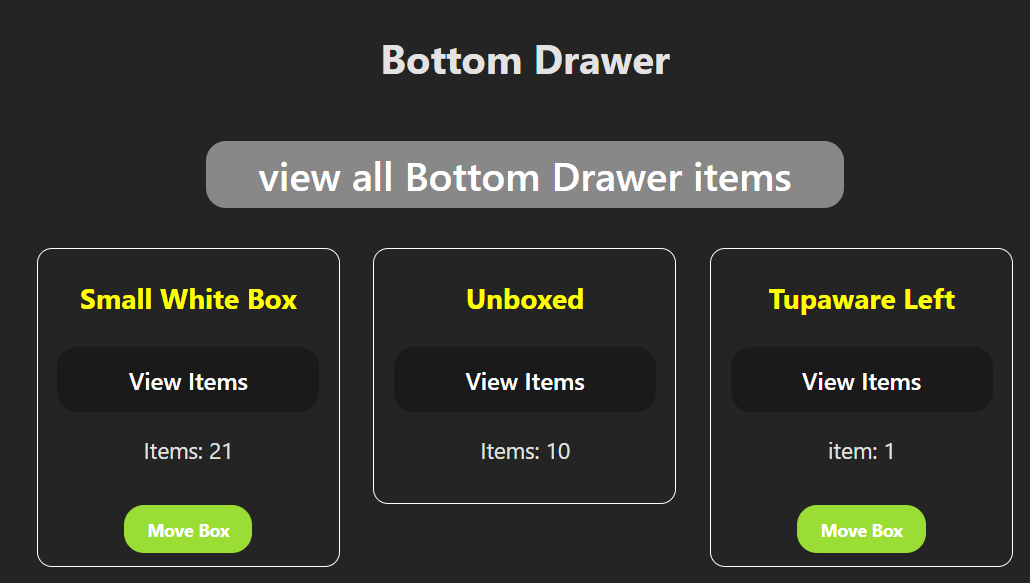 Bottom Drawer
view all Bottom Drawer items
Small White Box
View Items
Items: 21
Move Box
Unboxed
View Items
Items: 10
Tupaware Left
View Items
item: 1
Move Box